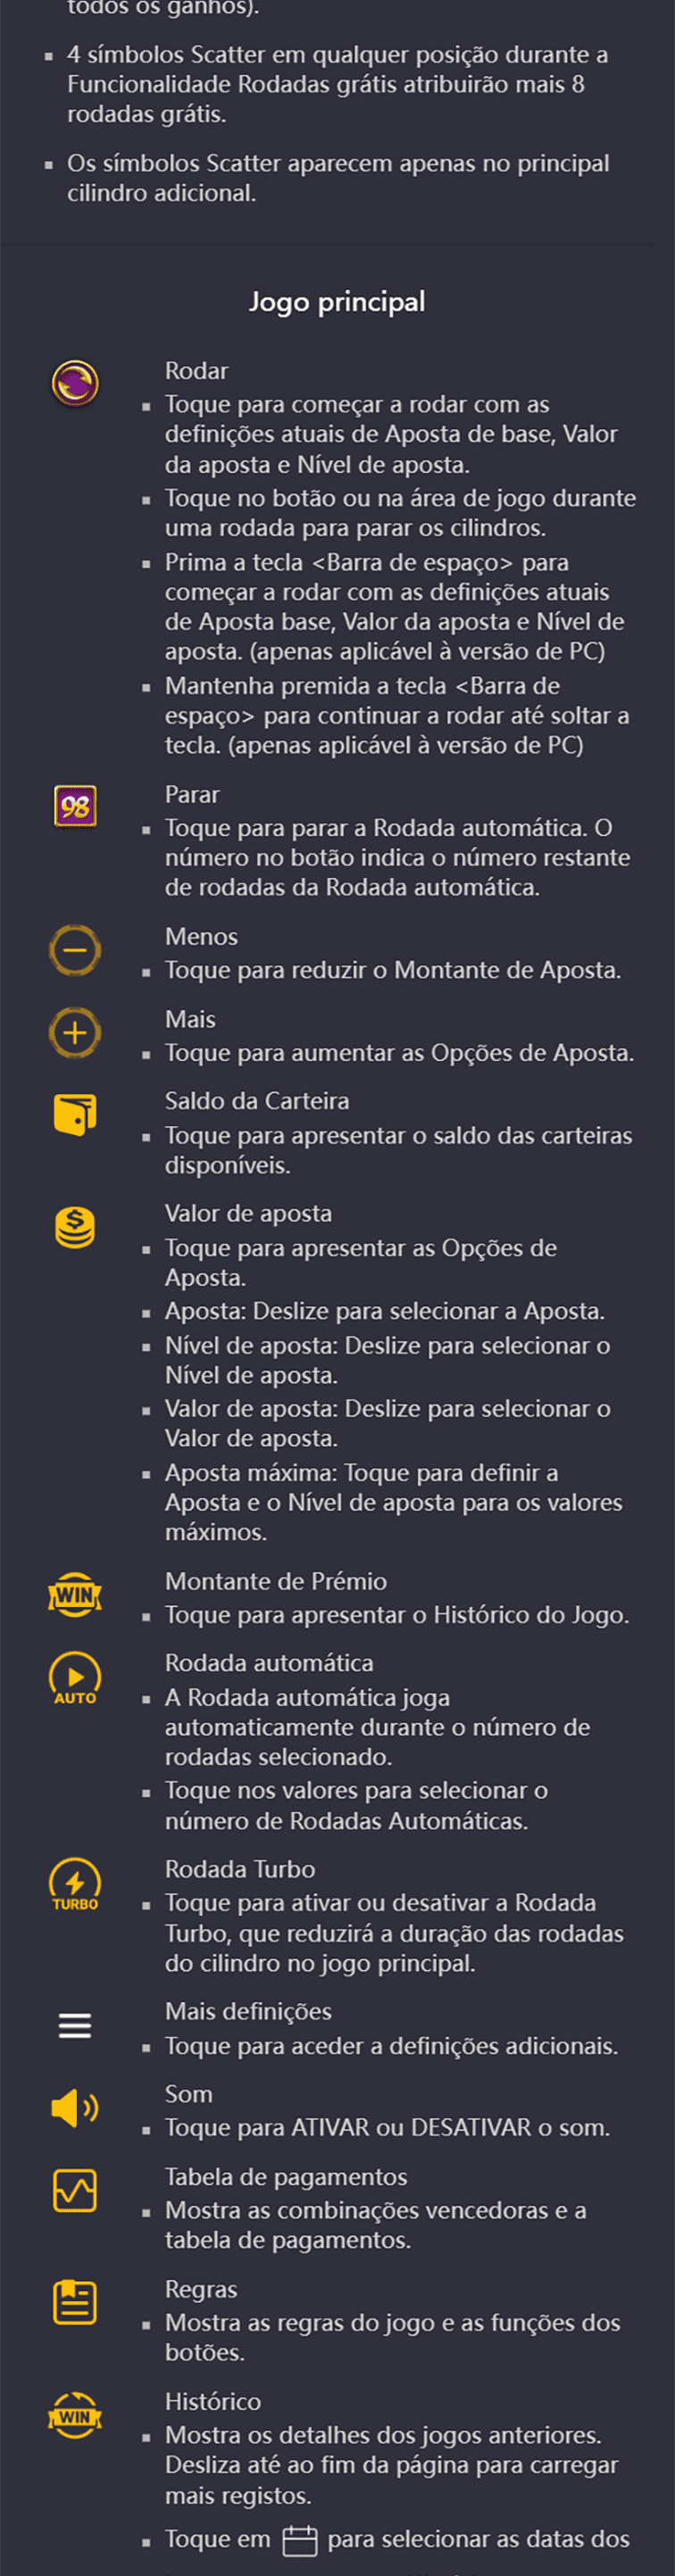 todos os ganhos).
▪ 4 símbolos Scatter em qualquer posição durante a
Funcionalidade Rodadas grátis atribuirão mais 8
rodadas grátis.
▪ Os símbolos Scatter aparecem apenas no principal
cilindro adicional.
Jogo principal
Rodar
▪ Toque para começar a rodar com as
definições atuais de Aposta de base, Valor
da aposta e Nível de aposta.
▪ Toque no botão ou na área de jogo durante
uma rodada para parar os cilindros.
▪ Prima a tecla <Barra de espaço> para
começar a rodar com as definições atuais
de Aposta base, Valor da aposta e Nível de
aposta. (apenas aplicável à versão de PC)
▪ Mantenha premida a tecla <Barra de
espaço> para continuar a rodar até soltar a
tecla. (apenas aplicável à versão de PC)
98
Parar
▪ Toque para parar a Rodada automática. O
número no botão indica o número restante
de rodadas da Rodada automática.
Menos
▪ Toque para reduzir o Montante de Aposta.
Mais
▪ Toque para aumentar as Opções de Aposta.
Saldo da Carteira
▪ Toque para apresentar o saldo das carteiras
disponíveis.
$
Valor de aposta
▪ Toque para apresentar as Opções de
Aposta.
▪ Aposta: Deslize para selecionar a Aposta.
▪ Nível de aposta: Deslize para selecionar o
Nível de aposta.
▪ Valor de aposta: Deslize para selecionar o
Valor de aposta.
▪ Aposta máxima: Toque para definir a
Aposta e o Nível de aposta para os valores
máximos.
WIN
Montante de Prémio
▪ Toque para apresentar o Histórico do Jogo.
AUTO
Rodada automática
▪ A Rodada automática joga
automaticamente durante o número de
rodadas selecionado.
▪ Toque nos valores para selecionar o
número de Rodadas Automáticas.
TURBO
Rodada Turbo
▪ Toque para ativar ou desativar a Rodada
Turbo, que reduzirá a duração das rodadas
do cilindro no jogo principal.
Mais definições
▪ Toque para aceder a definições adicionais.
Som
▪ Toque para ATIVAR ou DESATIVAR o som.
Tabela de pagamentos
▪ Mostra as combinações vencedoras e a
tabela de pagamentos.
Regras
▪ Mostra as regras do jogo e as funções dos
botões.
WIN
Histórico
▪ Mostra os detalhes dos jogos anteriores.
Desliza até ao fim da página para carregar
mais registos.
▪ Toque em para selecionar as datas dos